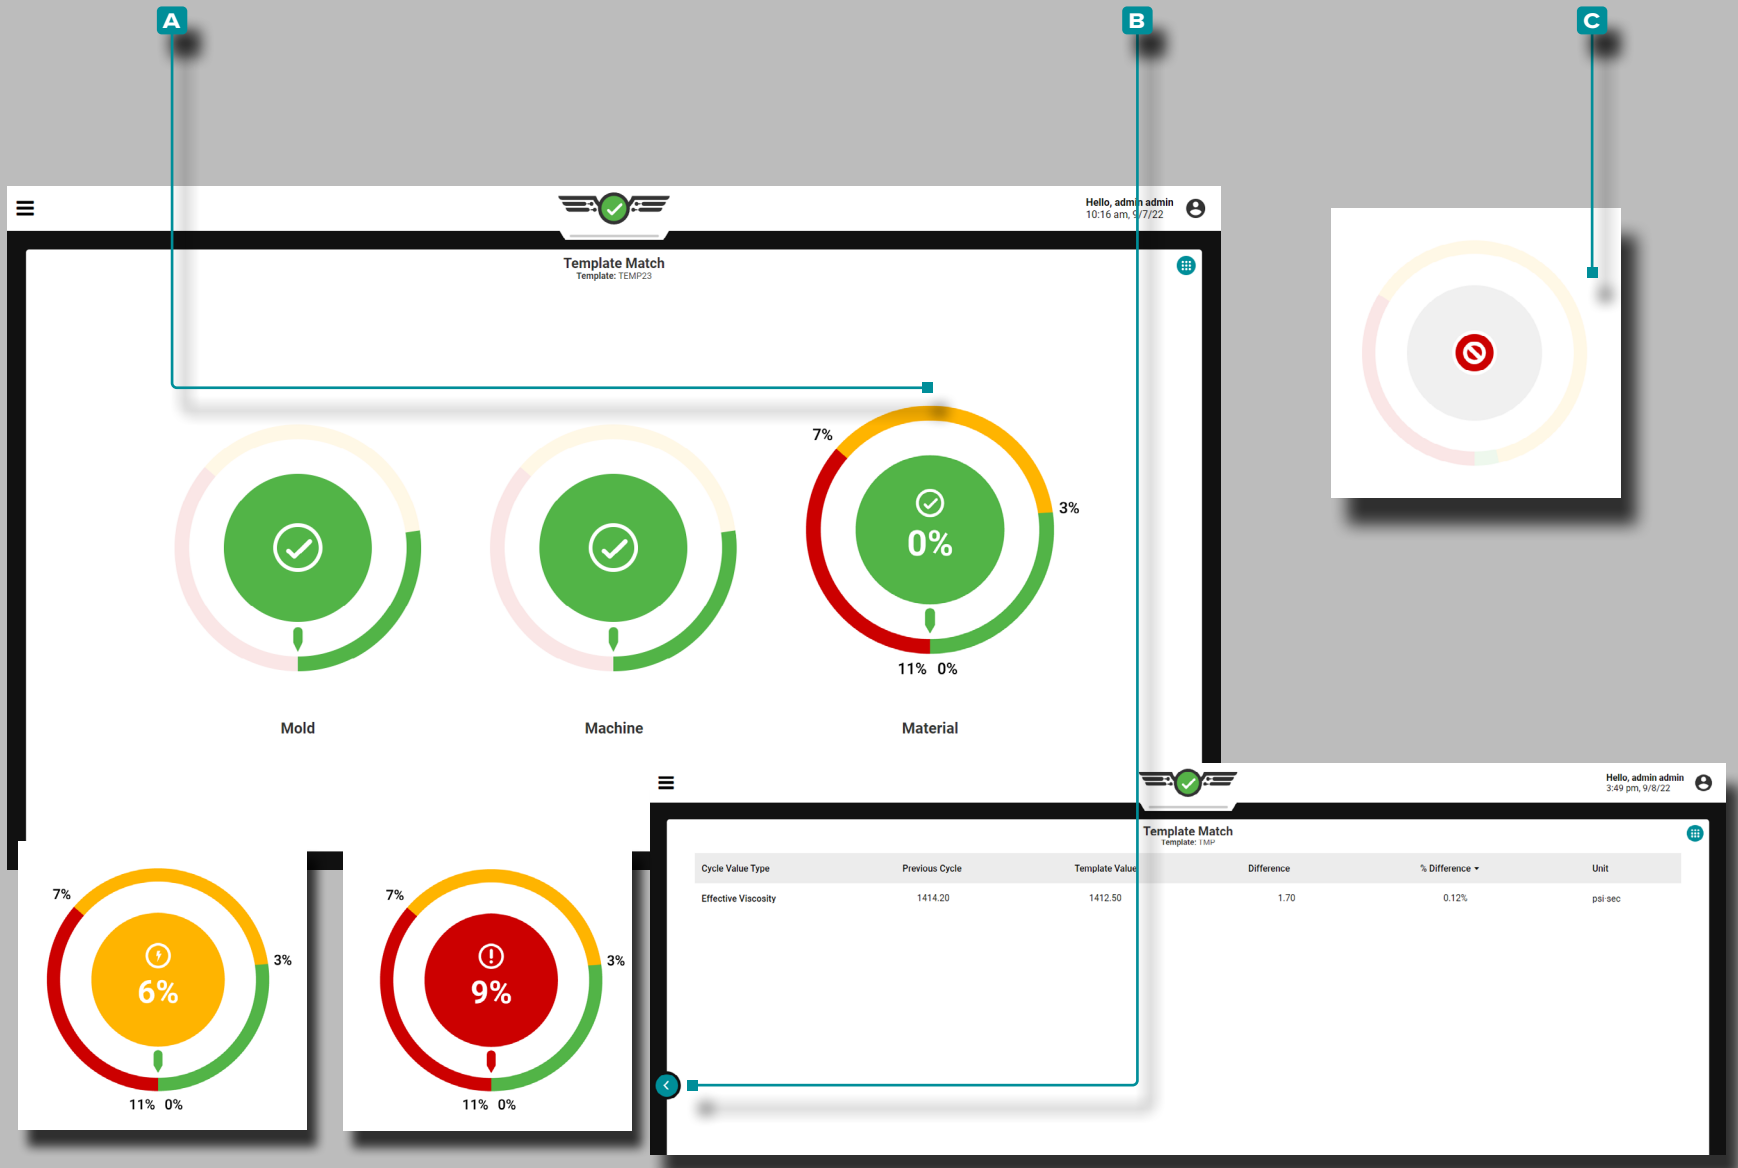 A
B
C
Hello, admin admin
10:16 am, 9/7/22
Template Match
Template: TEMP23
7%
3%
0%
11% 0%
Mold
Machine
Material
Hello, admin admin
3:49 pm, 9/8/22
Template Match
Template: TMP
Cycle Value Type Previous Cycle Template Value Difference % Difference Unit
Effective Viscosity 1414.20 1412.50 1.70 0.12% psi-sec
7%
3%
6%
11% 0%
7%
3%
9%
11% 0%